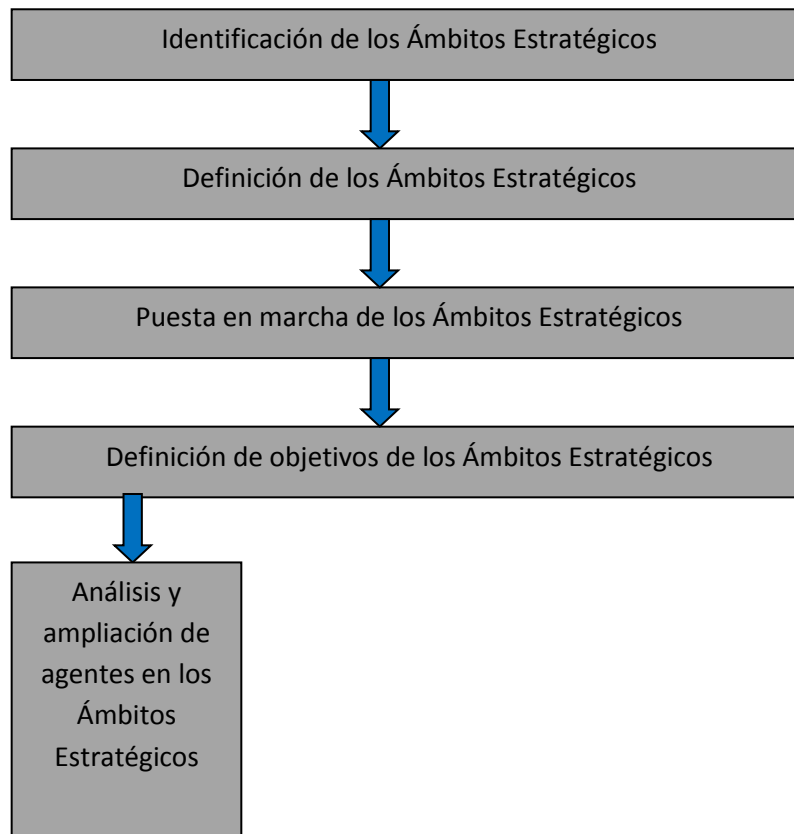 Identificación de los Ámbitos Estratégicos
Definición de los Ámbitos Estratégicos
Puesta en marcha de los Ámbitos Estratégicos
Definición de objetivos de los Ámbitos Estratégicos
Análisis y
ampliación de
agentes en los
Ámbitos
Estratégicos